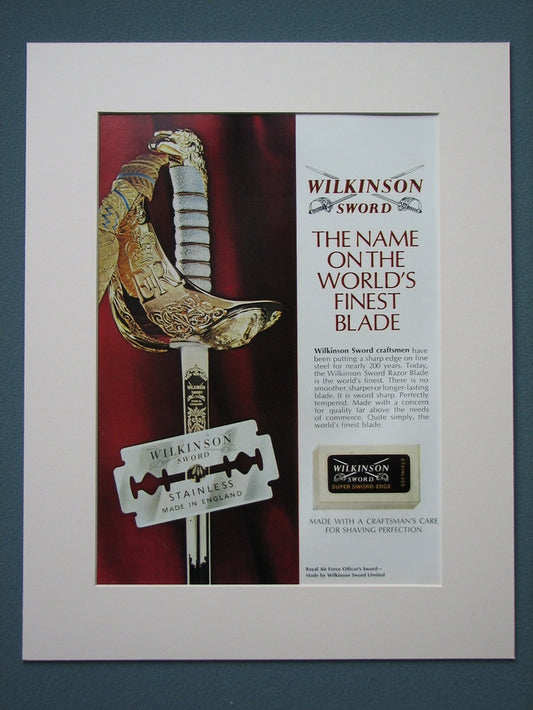 WILKINSON
SWORD
THE NAME
ON THE
WORLD'S
FINEST
BLADE
Wilkinson Sword craftsmen have
been putting a sharp edge on fine
steel for nearly 200 years. Today,
the Wilkinson Sword Razor Blade
is the world's finest. There is no
smoother, sharper or longer-lasting
blade. It is sword sharp. Perfectly
tempered. Made with a concern
for quality far above the needs
of commerce. Quite simply, the
world's finest blade.
WILKINSON
SWORD
SUPER SWORD-EDGE
STAINLESS
MADE WITH A CRAFTSMAN'S CARE
FOR SHAVING PERFECTION
Royal Air Force Officer's Sword—
Made by Wilkinson Sword Limited
WILKINSON
SWORD
WILKINSON
SWORD
STAINLESS
MADE IN ENGLAND